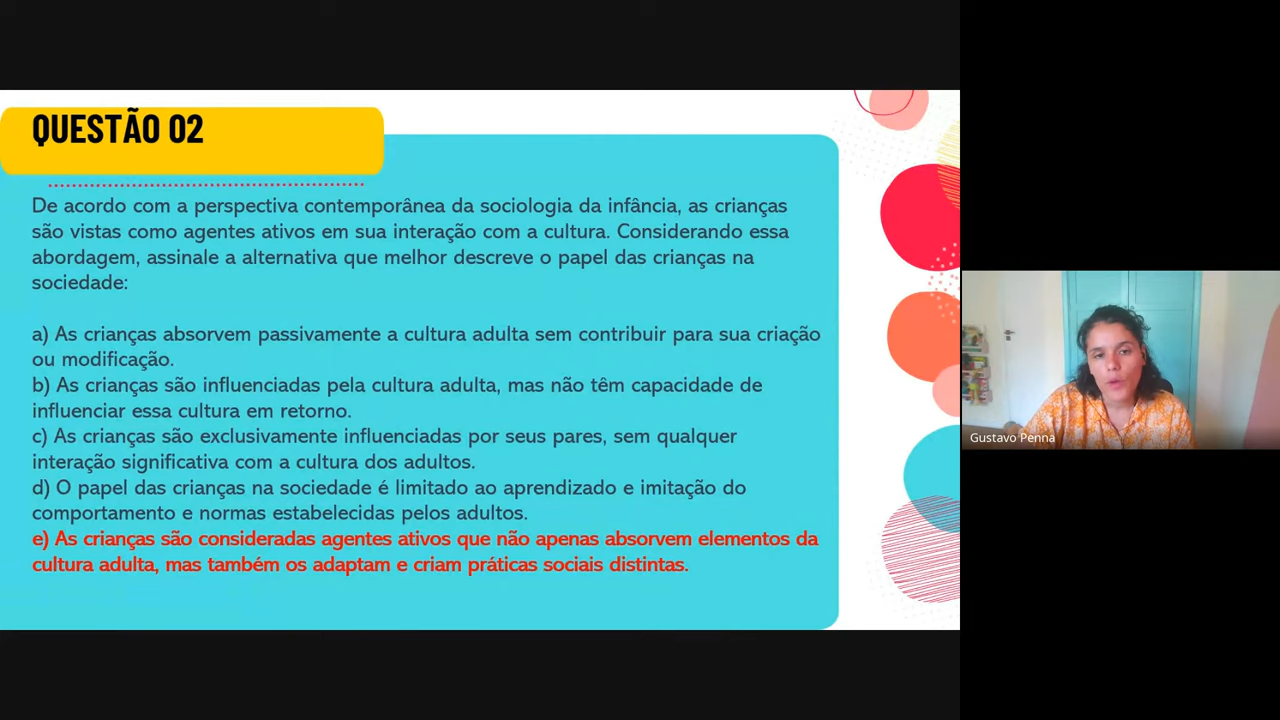 QUESTÃO 02
De acordo com a perspectiva contemporânea da sociologia da infância, as crianças
são vistas como agentes ativos em sua interação com a cultura. Considerando essa
abordagem, assinale a alternativa que melhor descreve o papel das crianças na
sociedade:
a) As crianças absorvem passivamente a cultura adulta sem contribuir para sua criação
ou modificação.
b) As crianças são influenciadas pela cultura adulta, mas não têm capacidade de
influenciar essa cultura em retorno.
c) As crianças são exclusivamente influenciadas por seus pares, sem qualquer
interação significativa com a cultura dos adultos.
d) O papel das crianças na sociedade é limitado ao aprendizado e imitação do
comportamento e normas estabelecidas pelos adultos.
e) As crianças são consideradas agentes ativos que não apenas absorvem elementos da
cultura adulta, mas também os adaptam e criam práticas sociais distintas.
Gustavo Penna